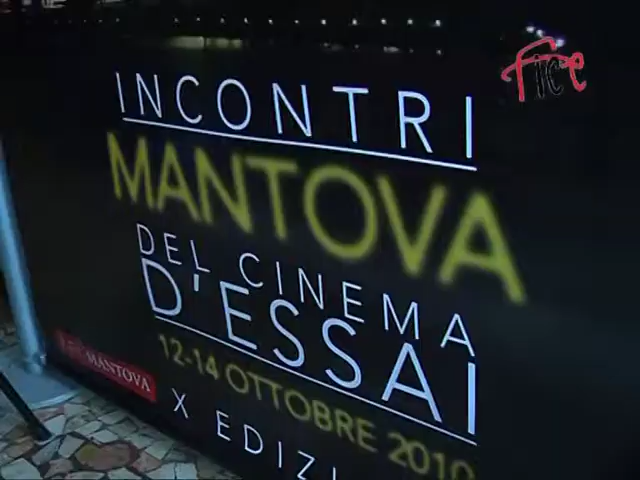 Fice
INCONTRI
MANTOVA
DEL CINEMA
D'ESSAI
12-14 OTTOBRE 2010
MANTOVA
X EDIZI